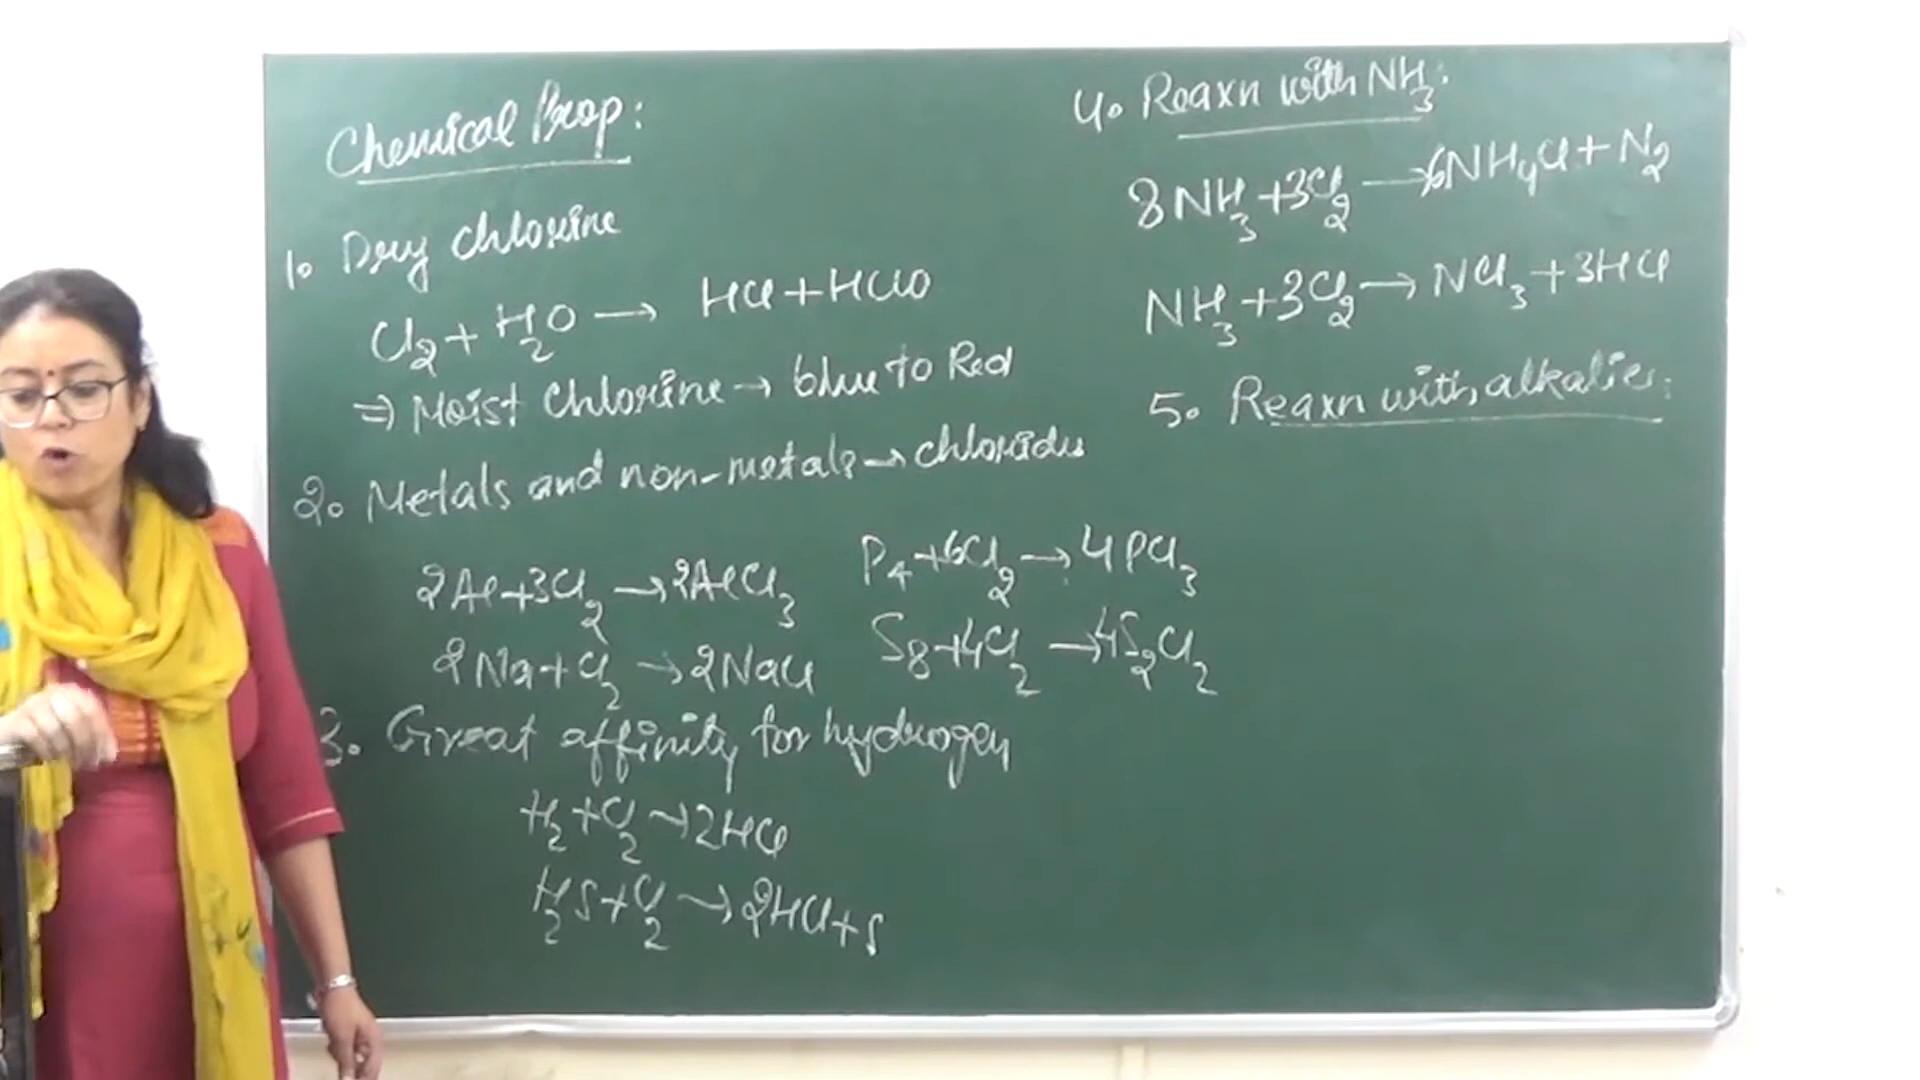 Chemical Prop:
1. Dry chlorine
Cl2 + H2O → HCl + HClO
⇒ Moist Chlorine → blue to Red
2. Metals and non-metals → chlorides
2Al + 3Cl2 → 2AlCl3
2Na + Cl2 → 2NaCl
P4 + 6Cl2 → 4PCl3
S8 + 4Cl2 → 4S2Cl2
3. Great affinity for hydrogen
H2 + Cl2 → 2HCl
H2S + Cl2 → 2HCl + S
4. Reaxn with NH3:
8NH3 + 3Cl2 → 6NH4Cl + N2
NH3 + 3Cl2 → NCl3 + 3HCl
5. Reaxn with alkalies: